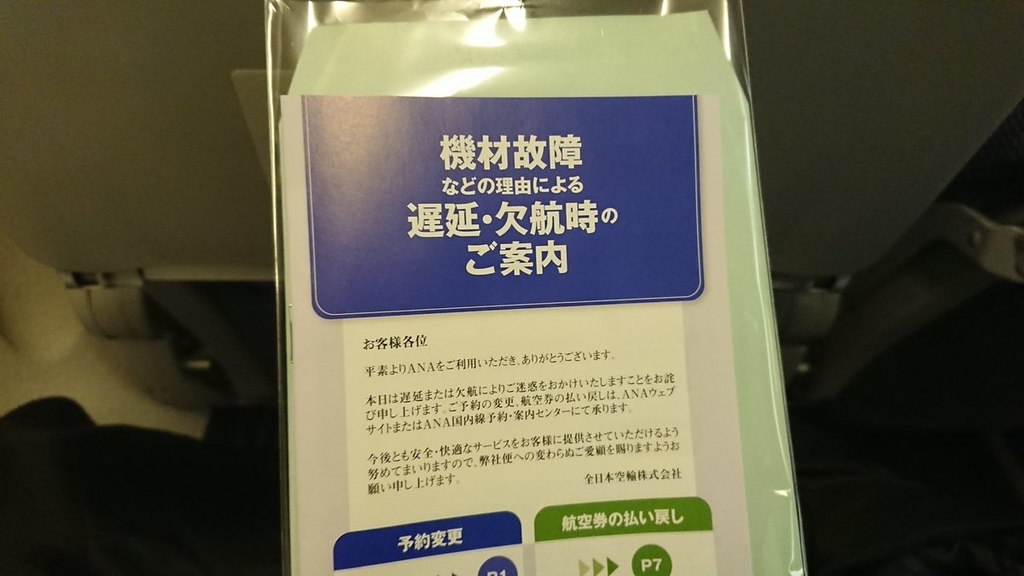 機材故障
などの理由による
遅延・欠航時の
ご案内
お客様各位
平素よりANAをご利用いただき、ありがとうございます。
本日は遅延または欠航によりご迷惑をおかけいたしますことをお詫
び申し上げます。ご予約の変更、航空券の払い戻しは、ANAウェブ
サイトまたはANA国内線予約・案内センターにて承ります。
今後とも安全・快適なサービスをお客様に提供させていただけるよう
努めてまいりますので、弊社便への変わらぬご愛顧を賜りますようお
願い申し上げます。
全日本空輸株式会社
予約変更
P1
航空券の払い戻し
P7